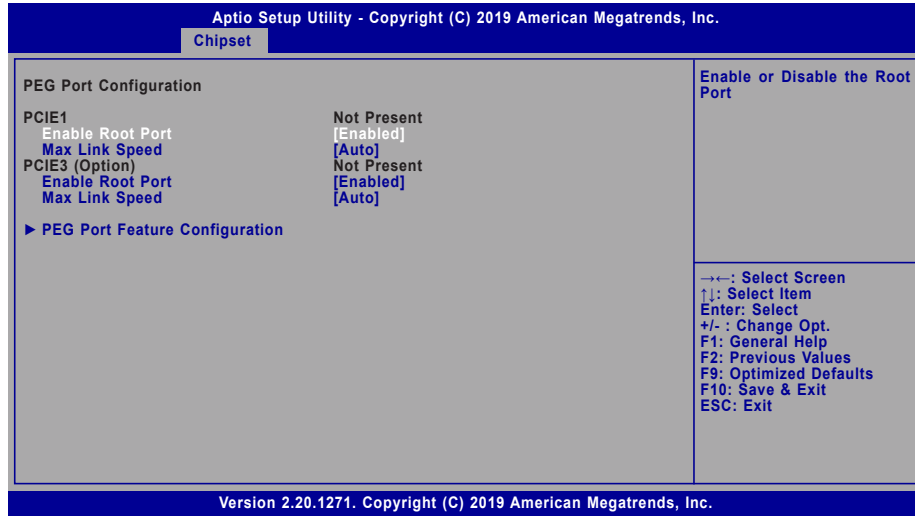 Aptio Setup Utility - Copyright (C) 2019 American Megatrends, Inc.
Chipset
PEG Port Configuration
PCIE1 Not Present
Enable Root Port [Enabled]
Max Link Speed [Auto]
PCIE3 (Option) Not Present
Enable Root Port [Enabled]
Max Link Speed [Auto]
► PEG Port Feature Configuration
Enable or Disable the Root
Port
→←: Select Screen
↑↓: Select Item
Enter: Select
+/- : Change Opt.
F1: General Help
F2: Previous Values
F9: Optimized Defaults
F10: Save & Exit
ESC: Exit
Version 2.20.1271. Copyright (C) 2019 American Megatrends, Inc.